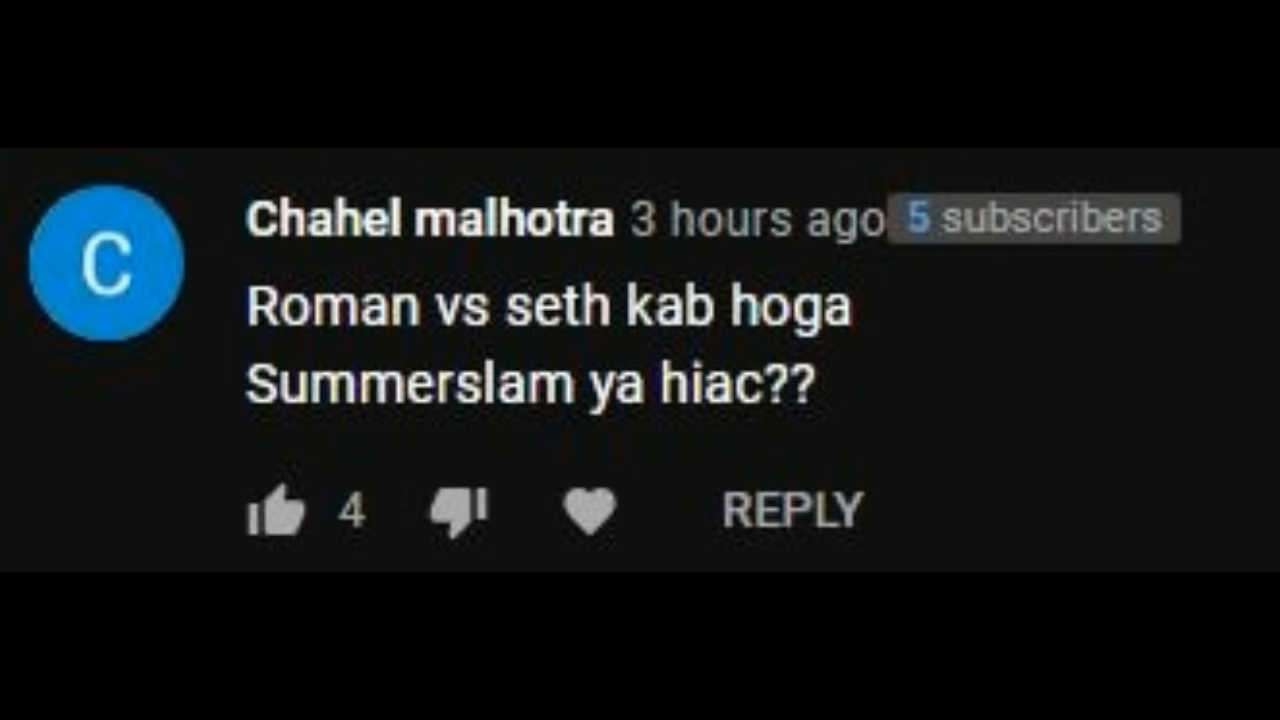 C
Chahel malhotra 3 hours ago 5 subscribers
Roman vs seth kab hoga
Summerslam ya hiac??
4 REPLY